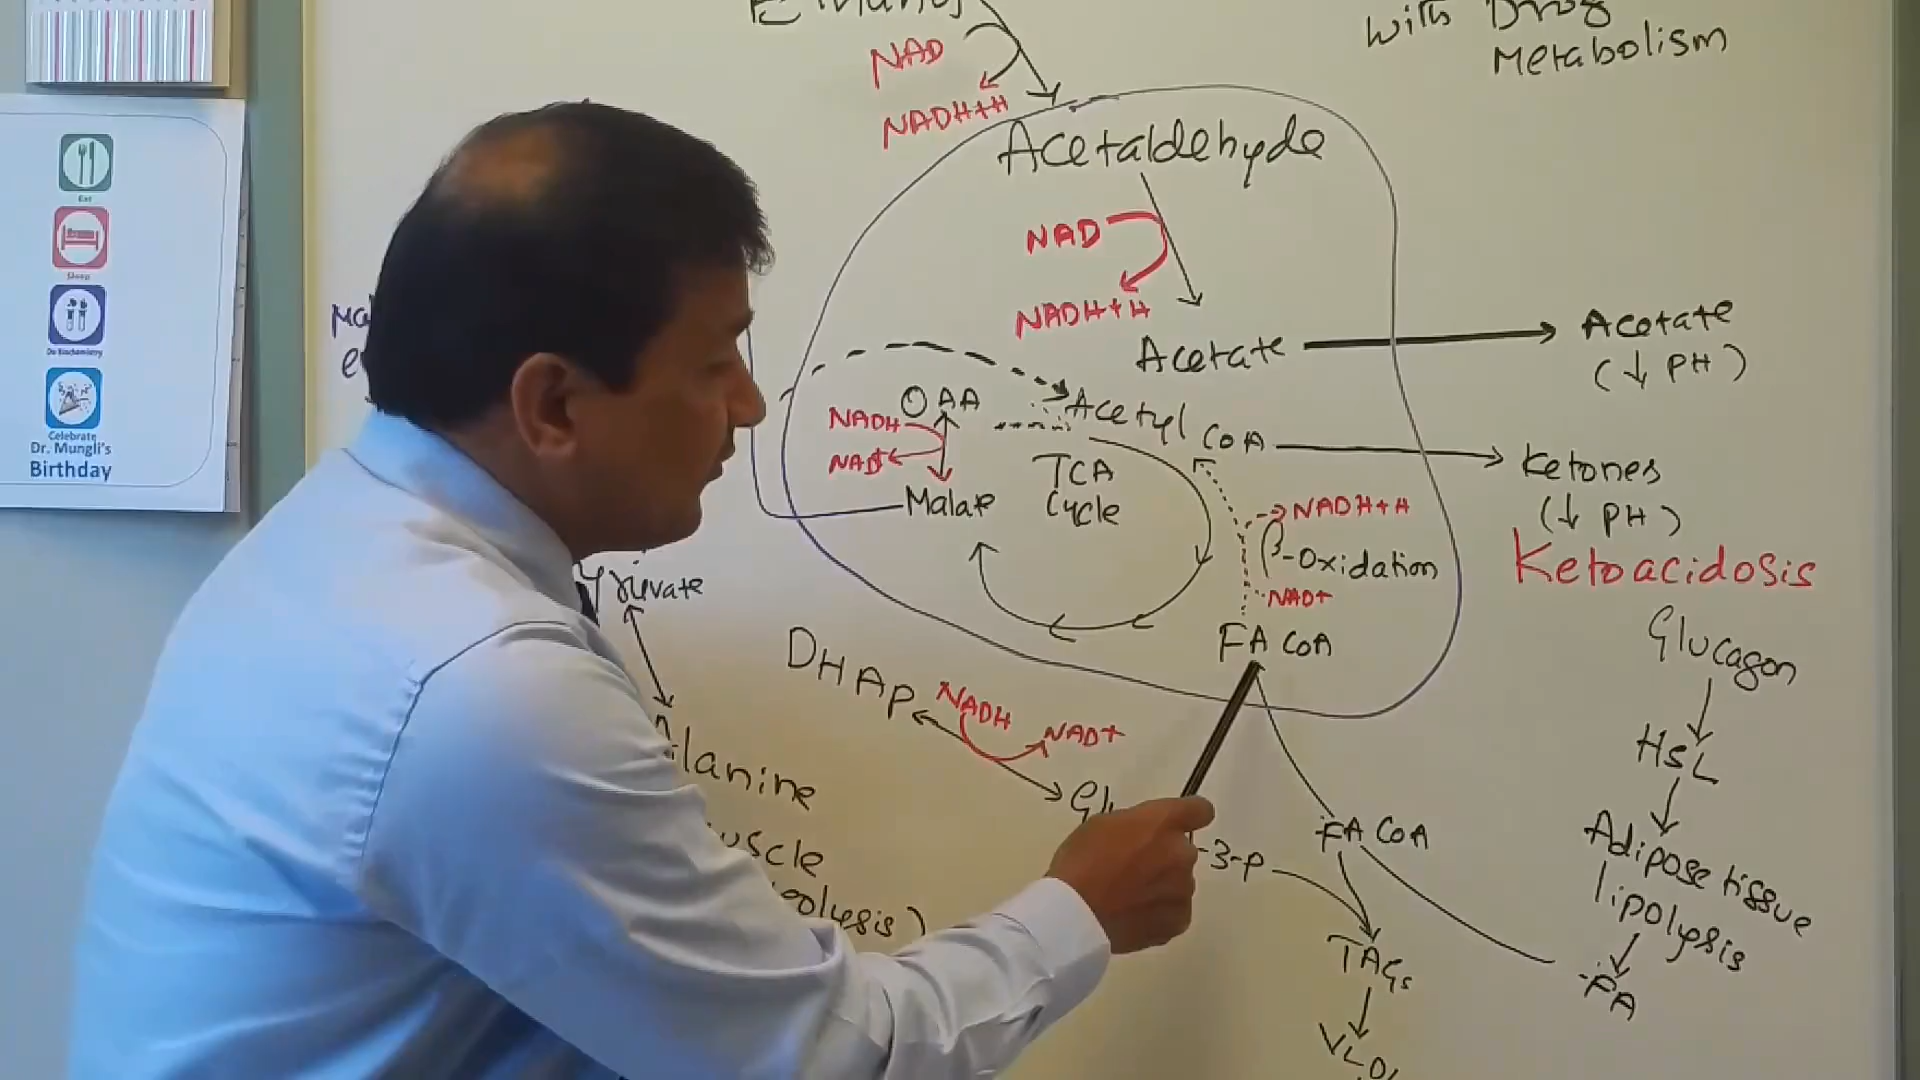 Eat
Sleep
Do Biochemistry
Celebrate
Dr. Mungli's
Birthday
With Drug
Metabolism
NAD
NADH+H
Acetaldehyde
NAD
NADH+H
Acetate
Acetate
(↓ PH)
OAA
Acetyl CoA
Ketones
(↓ PH)
Ketoacidosis
NADH
NAD+
Malate
TCA
Cycle
NADH+H
β-Oxidation
NAD+
FA CoA
Alanine
DHAP
NADH
NAD+
-3-P
FA CoA
TAGs
Glucagon
HSL
Adipose tissue
lipolysis
FA